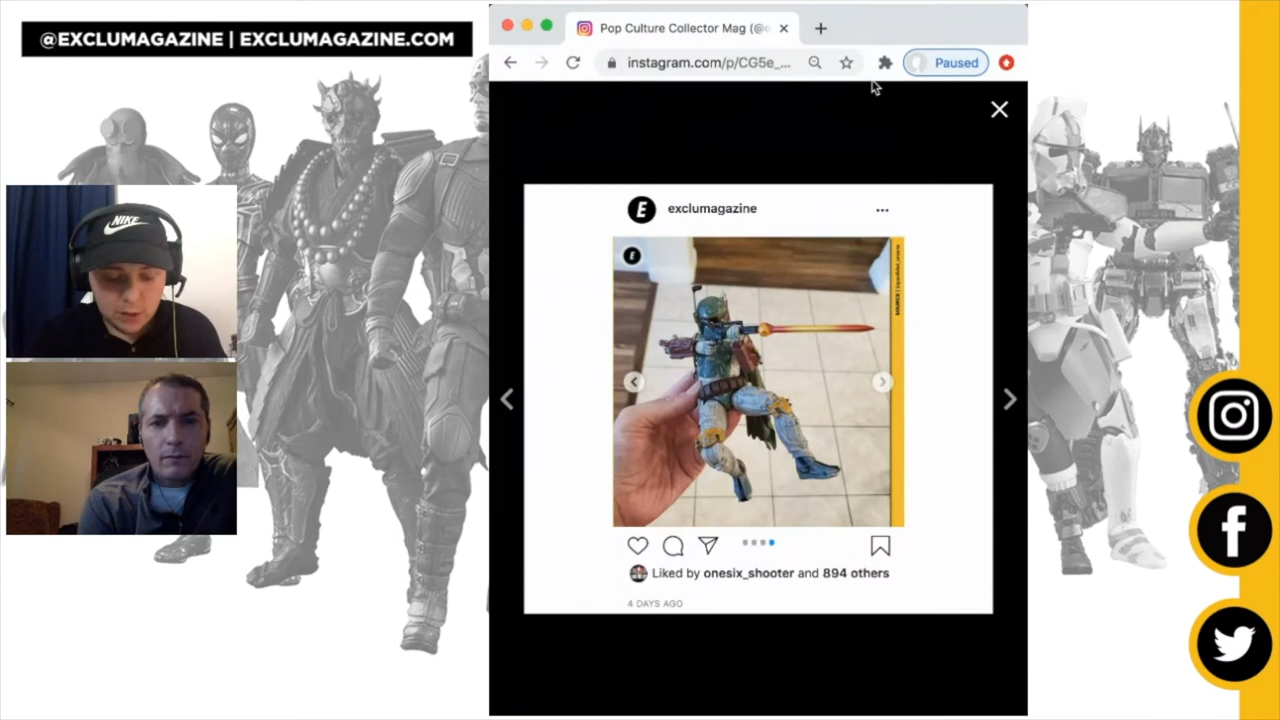 @EXCLUMAGAZINE | EXCLUMAGAZINE.COM
Pop Culture Collector Mag (@e
instagram.com/p/CG5e_...
Paused
NIKE
E exclumagazine
E
Liked by onesix_shooter and 894 others
4 DAYS AGO